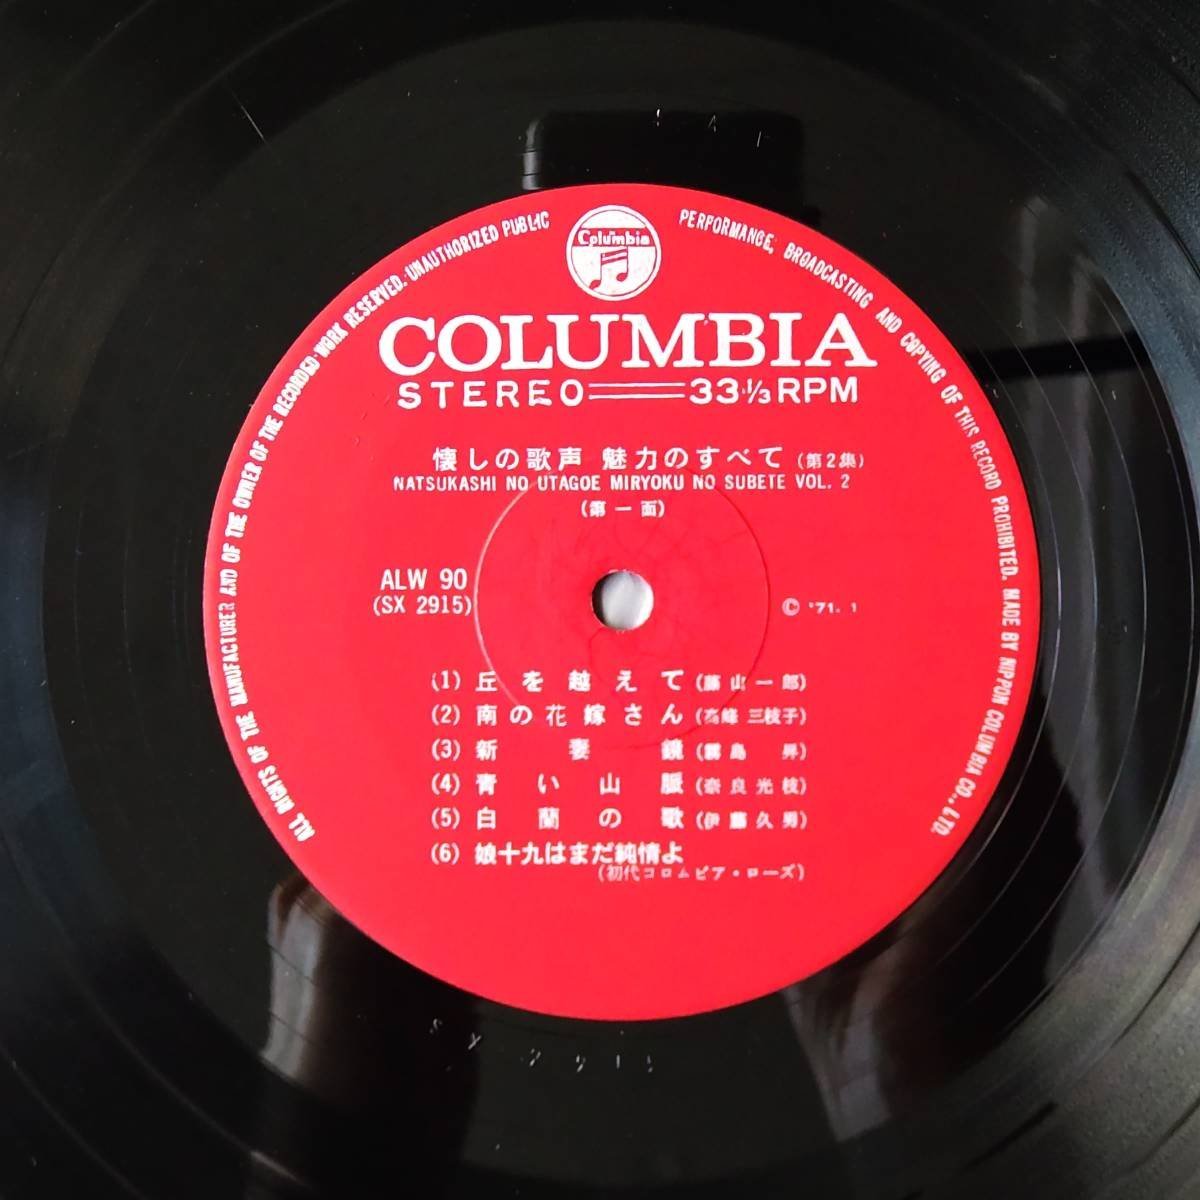 ALL RIGHTS OF THE MANUFACTURER AND OF THE OWNER OF THE RECORDED WORK RESERVED. UNAUTHORIZED PUBLIC PERFORMANCE, BROADCASTING AND COPYING OF THIS RECORD PROHIBITED. MADE BY NIPPON COLUMBIA CO., LTD.
Columbia
COLUMBIA
STEREO 33⅓ RPM
懐しの歌声 魅力のすべて (第2集)
NATSUKASHI NO UTAGOE MIRYOKU NO SUBETE VOL. 2
(第一面)
ALW 90
(SX 2915)
© '71. 1
(1) 丘を越えて (藤山一郎)
(2) 南の花嫁さん (高峰三枝子)
(3) 新妻鏡 (霧島昇)
(4) 青い山脈 (奈良光枝)
(5) 白蘭の歌 (伊藤久男)
(6) 娘十九はまだ純情よ
(初代コロムビア・ローズ)